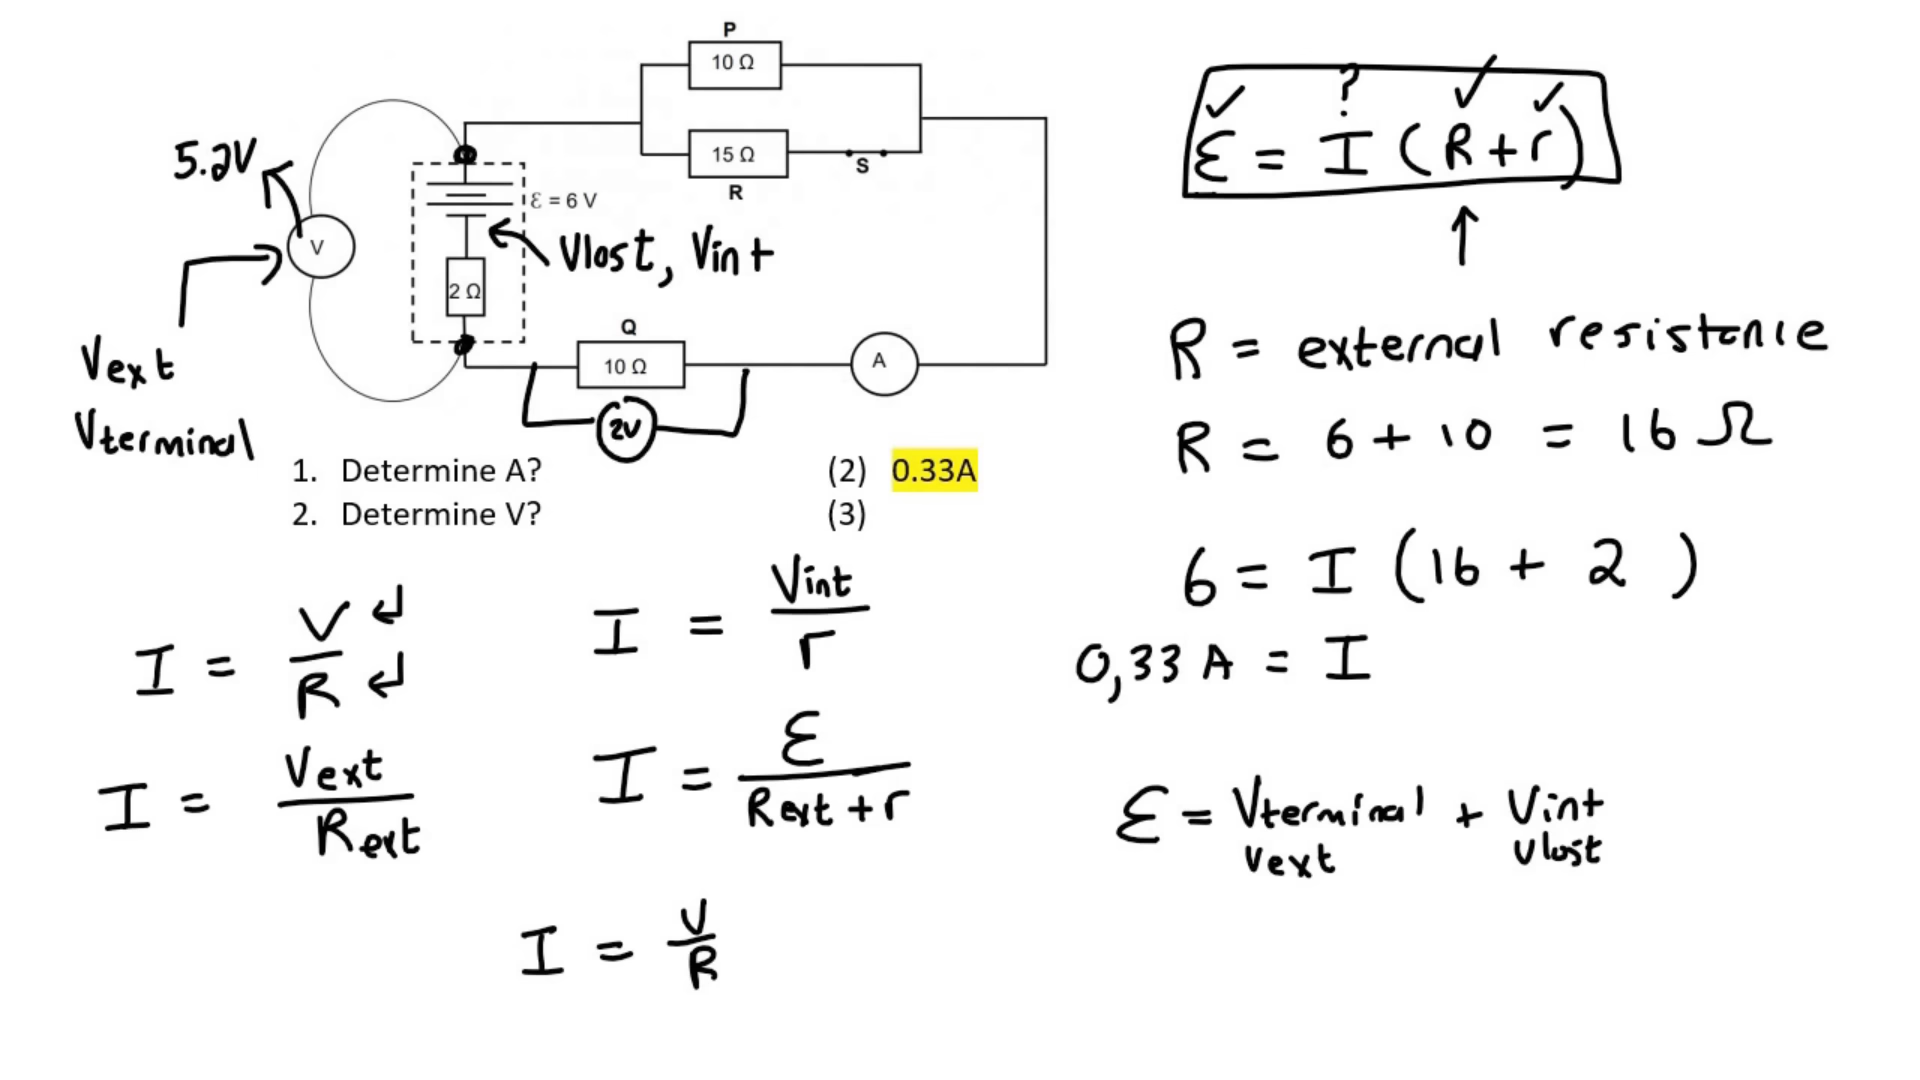 P
10 Ω
15 Ω
R
S
5.2V
V
ℰ = 6 V
Vlost, Vint
2 Ω
Vext
Vterminal
Q
10 Ω
A
2V
1. Determine A? (2) 0.33A
2. Determine V? (3)
I = V/R
I = Vext/Rext
I = Vint/r
I = ℰ/(Rext + r)
I = V/R
✓ ? ✓ ✓
ℰ = I (R + r)
R = external resistance
R = 6 + 10 = 16 Ω
6 = I (16 + 2)
0,33 A = I
ℰ = Vterminal + Vint
Vext Vlost